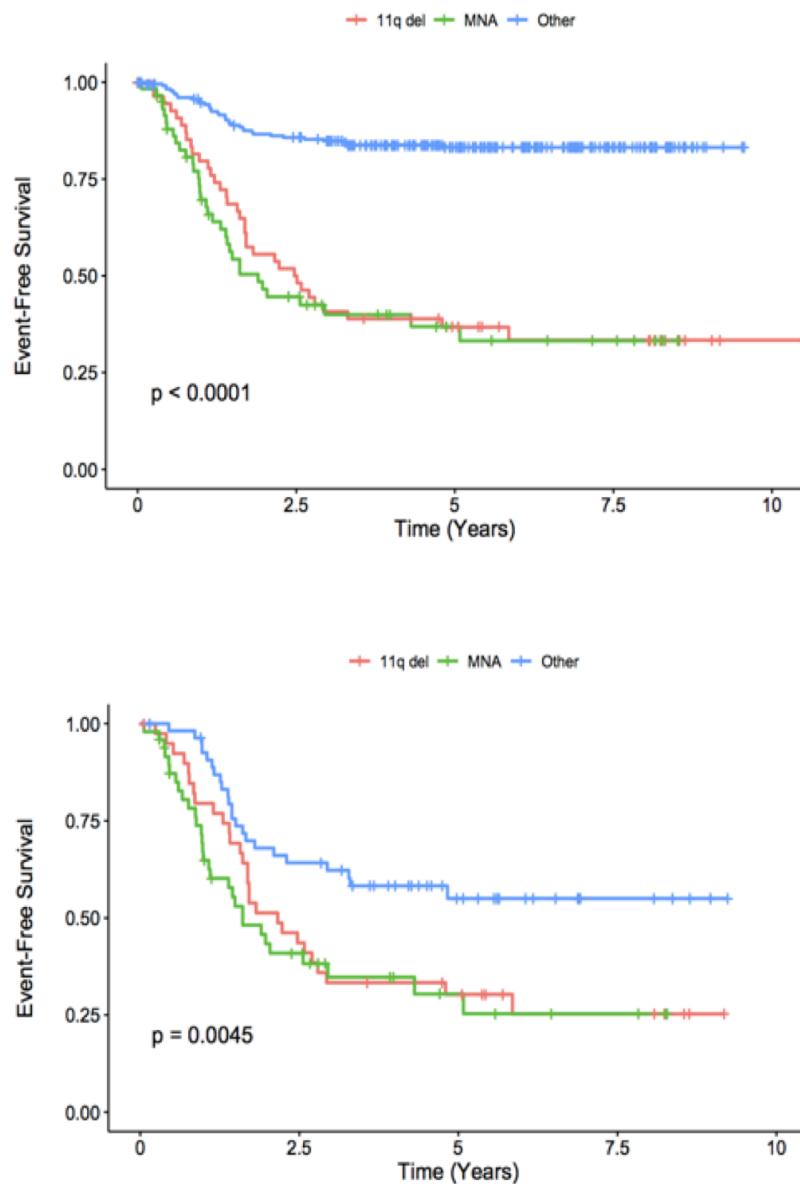 11q del MNA Other
Event-Free Survival
1.00
0.75
0.50
0.25
0.00
p < 0.0001
0 2.5 5 7.5 10
Time (Years)
11q del MNA Other
Event-Free Survival
1.00
0.75
0.50
0.25
0.00
p = 0.0045
0 2.5 5 7.5 10
Time (Years)